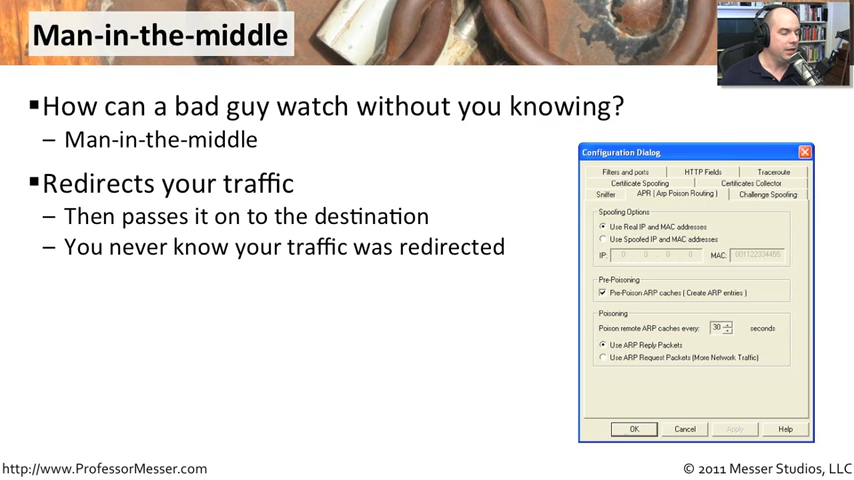 Man-in-the-middle
▪How can a bad guy watch without you knowing?
– Man-in-the-middle
▪Redirects your traffic
– Then passes it on to the destination
– You never know your traffic was redirected
Configuration Dialog
Filters and ports HTTP Fields Traceroute
Certificate Spoofing Certificates Collector
Sniffer APR ( Arp Poison Routing ) Challenge Spoofing
Spoofing Options
Use Real IP and MAC addresses
Use Spoofed IP and MAC addresses
IP: 0 0 0 0 MAC: 001122334455
Pre-Poisoning
Pre-Poison ARP caches ( Create ARP entries )
Poisoning
Poison remote ARP caches every: 30 seconds
Use ARP Reply Packets
Use ARP Request Packets (More Network Traffic)
OK Cancel Apply Help
http://www.ProfessorMesser.com
© 2011 Messer Studios, LLC